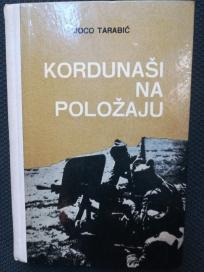 JOCO TARABIĆ
KORDUNAŠI
NA
POLOŽAJU